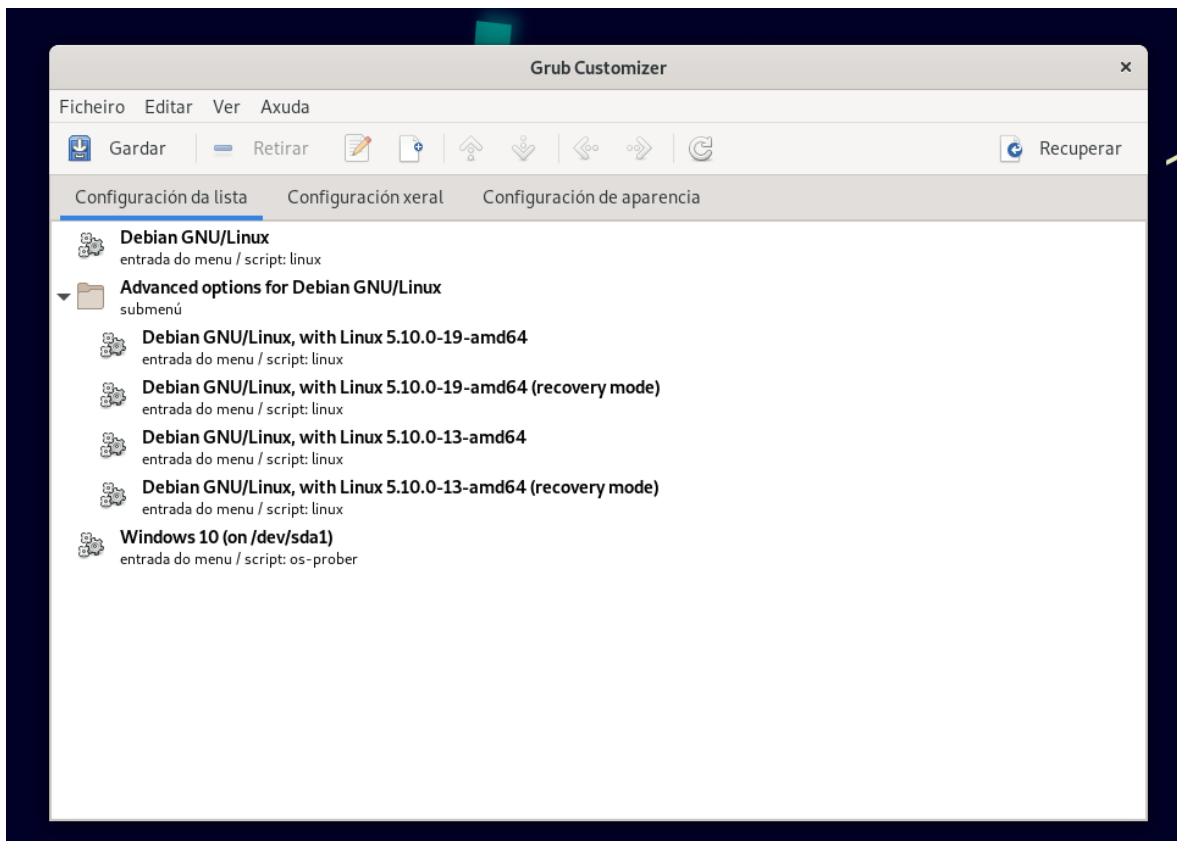 Grub Customizer
Ficheiro Editar Ver Axuda
Gardar Retirar Recuperar
Configuración da lista Configuración xeral Configuración de aparencia
Debian GNU/Linux
entrada do menu / script: linux
Advanced options for Debian GNU/Linux
submenú
Debian GNU/Linux, with Linux 5.10.0-19-amd64
entrada do menu / script: linux
Debian GNU/Linux, with Linux 5.10.0-19-amd64 (recovery mode)
entrada do menu / script: linux
Debian GNU/Linux, with Linux 5.10.0-13-amd64
entrada do menu / script: linux
Debian GNU/Linux, with Linux 5.10.0-13-amd64 (recovery mode)
entrada do menu / script: linux
Windows 10 (on /dev/sda1)
entrada do menu / script: os-prober